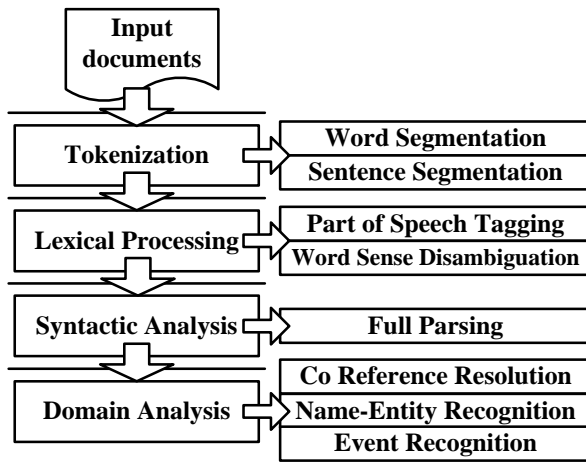 Input
documents
Tokenization
Word Segmentation
Sentence Segmentation
Lexical Processing
Part of Speech Tagging
Word Sense Disambiguation
Syntactic Analysis
Full Parsing
Domain Analysis
Co Reference Resolution
Name-Entity Recognition
Event Recognition